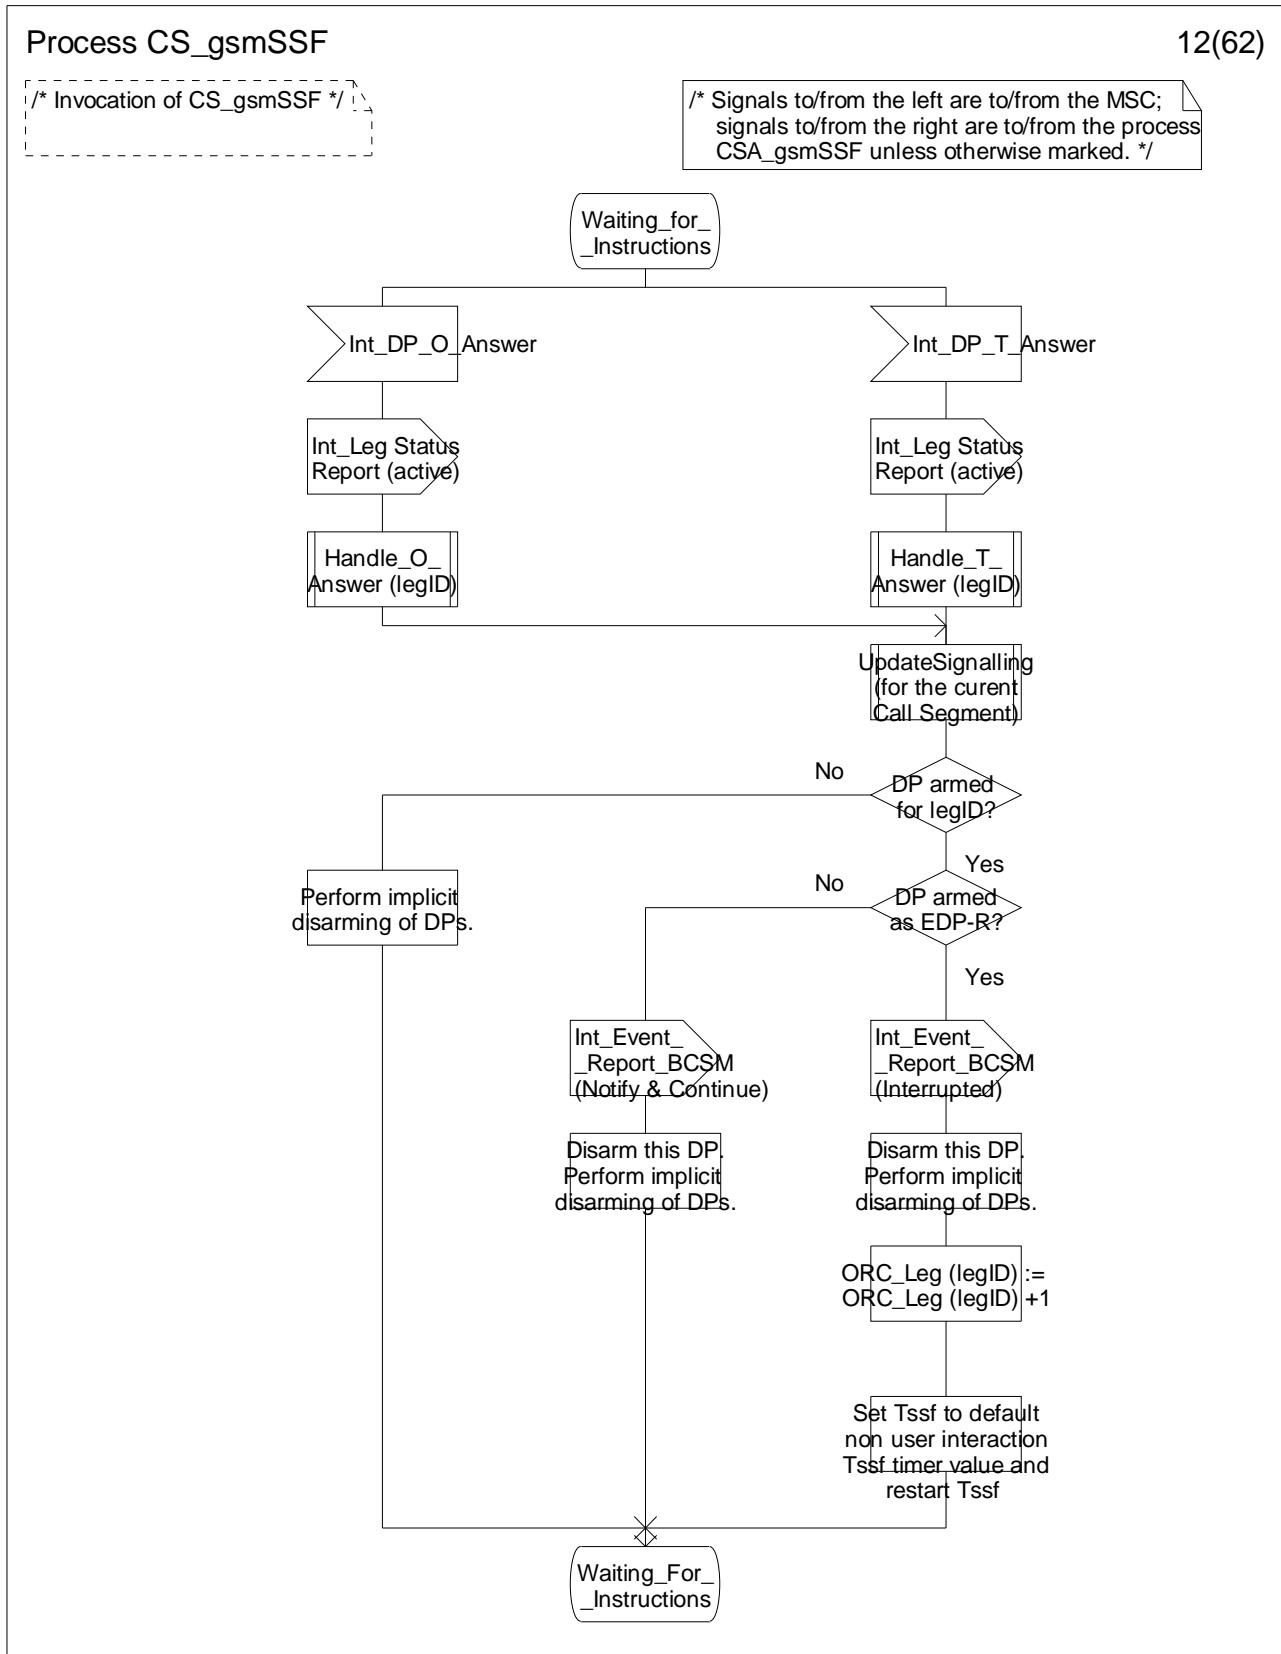 Process CS_gsmSSF
12(62)
/* Invocation of CS_gsmSSF */
/* Signals to/from the left are to/from the MSC;
signals to/from the right are to/from the process
CSA_gsmSSF unless otherwise marked. */
Waiting_for_
_Instructions
Int_DP_O_Answer
Int_DP_T_Answer
Int_Leg Status
Report (active)
Int_Leg Status
Report (active)
Handle_O_
Answer (legID)
Handle_T_
Answer (legID)
UpdateSignalling
(for the curent
Call Segment)
No
DP armed
for legID?
Yes
Perform implicit
disarming of DPs.
No
DP armed
as EDP-R?
Yes
Int_Event_
_Report_BCSM
(Notify & Continue)
Int_Event_
_Report_BCSM
(Interrupted)
Disarm this DP.
Perform implicit
disarming of DPs.
Disarm this DP.
Perform implicit
disarming of DPs.
ORC_Leg (legID) :=
ORC_Leg (legID) +1
Set Tssf to default
non user interaction
Tssf timer value and
restart Tssf
Waiting_For_
_Instructions